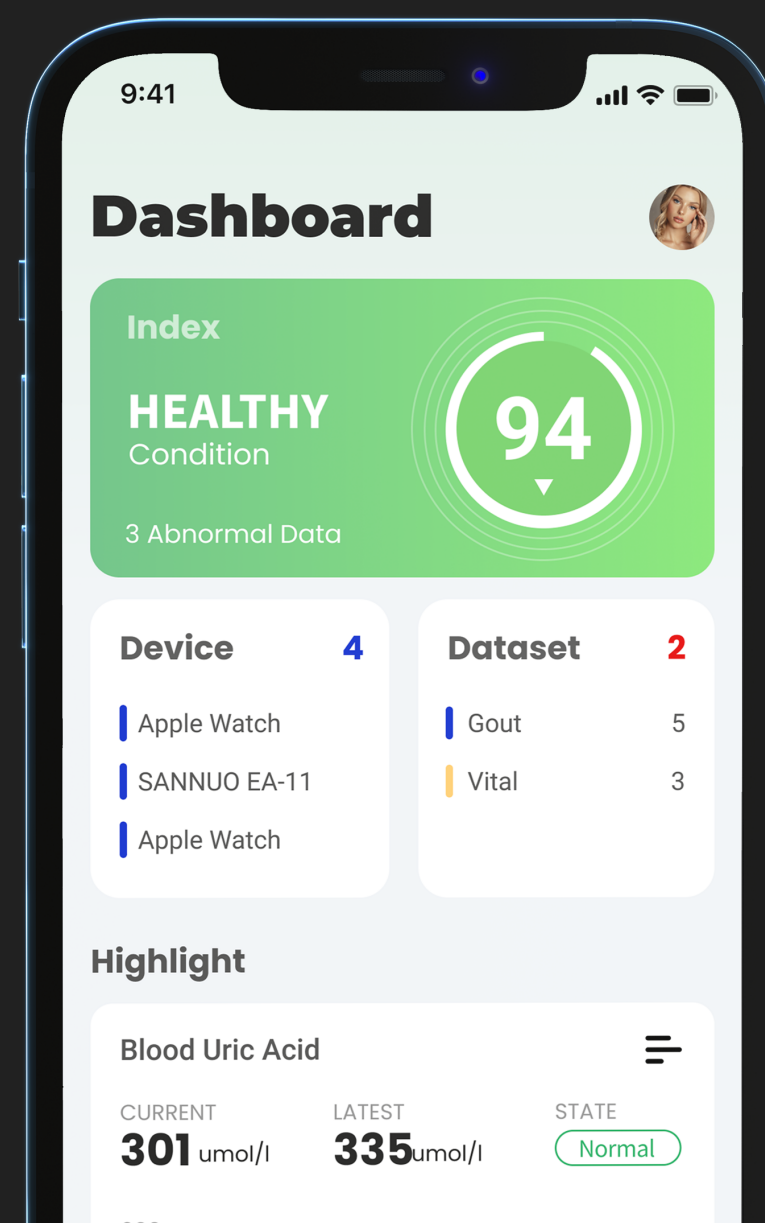 9:41
Dashboard
Index
HEALTHY
Condition
94
3 Abnormal Data
Device 4
Apple Watch
SANNUO EA-11
Apple Watch
Dataset 2
Gout 5
Vital 3
Highlight
Blood Uric Acid
CURRENT LATEST STATE
301 umol/l 335umol/l Normal